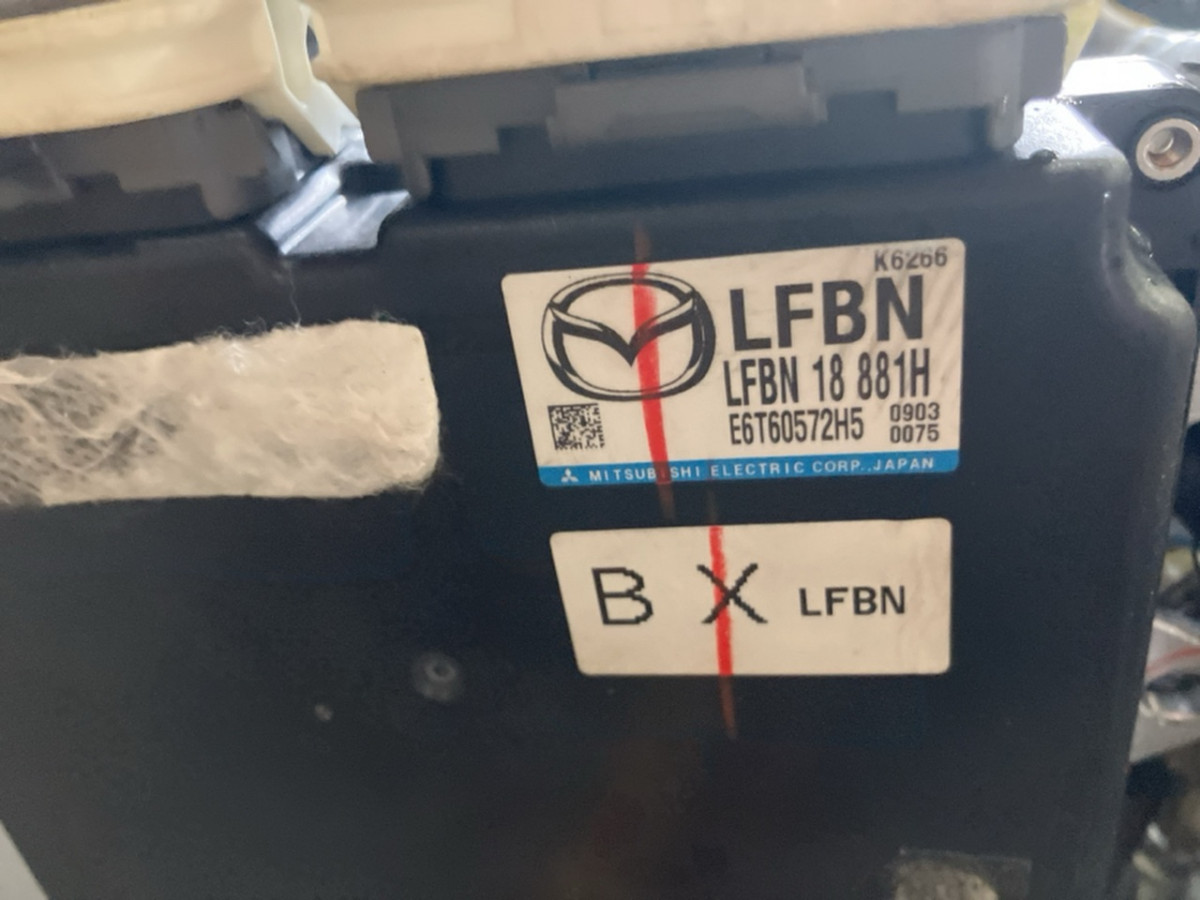 K6266
LFBN
LFBN 18 881H
E6T60572H5 0903
0075
MITSUBISHI ELECTRIC CORP., JAPAN
B X LFBN